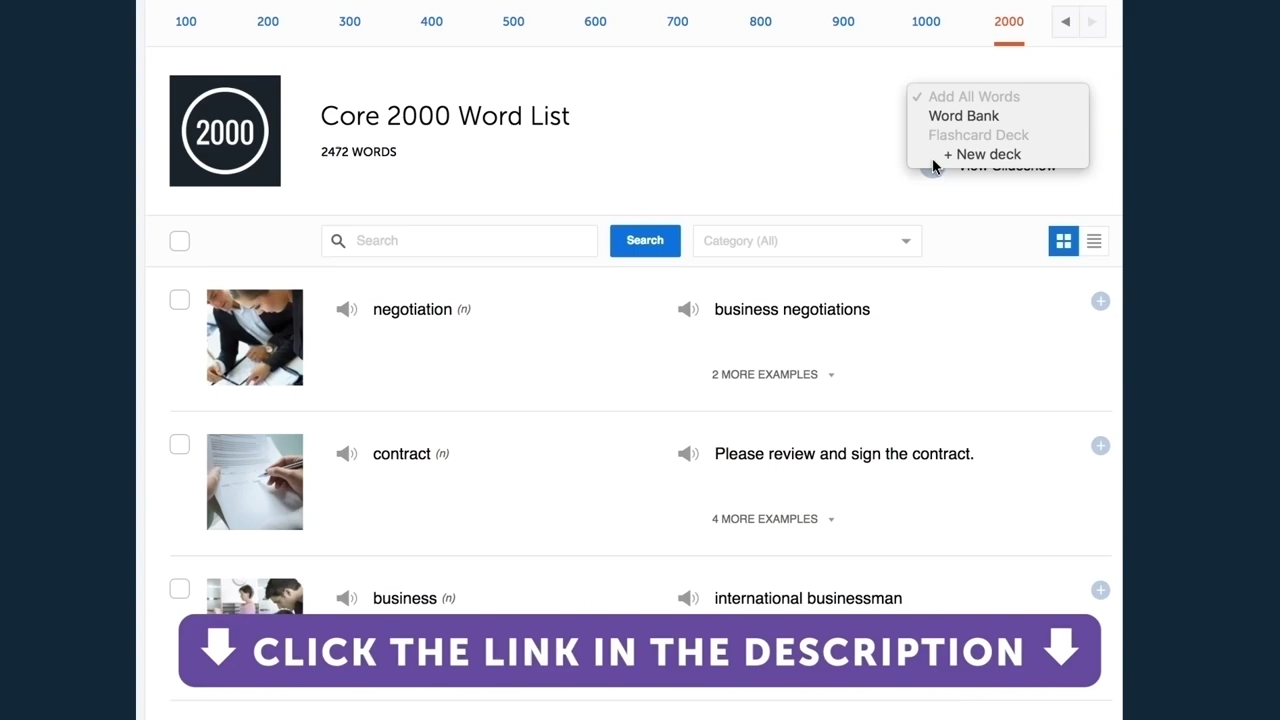 100 200 300 400 500 600 700 800 900 1000 2000
2000
Core 2000 Word List
2472 WORDS
Add All Words
Word Bank
Flashcard Deck
+ New deck
View Slideshow
Search
Search
Category (All)
negotiation (n)
business negotiations
2 MORE EXAMPLES
contract (n)
Please review and sign the contract.
4 MORE EXAMPLES
business (n)
international businessman
CLICK THE LINK IN THE DESCRIPTION